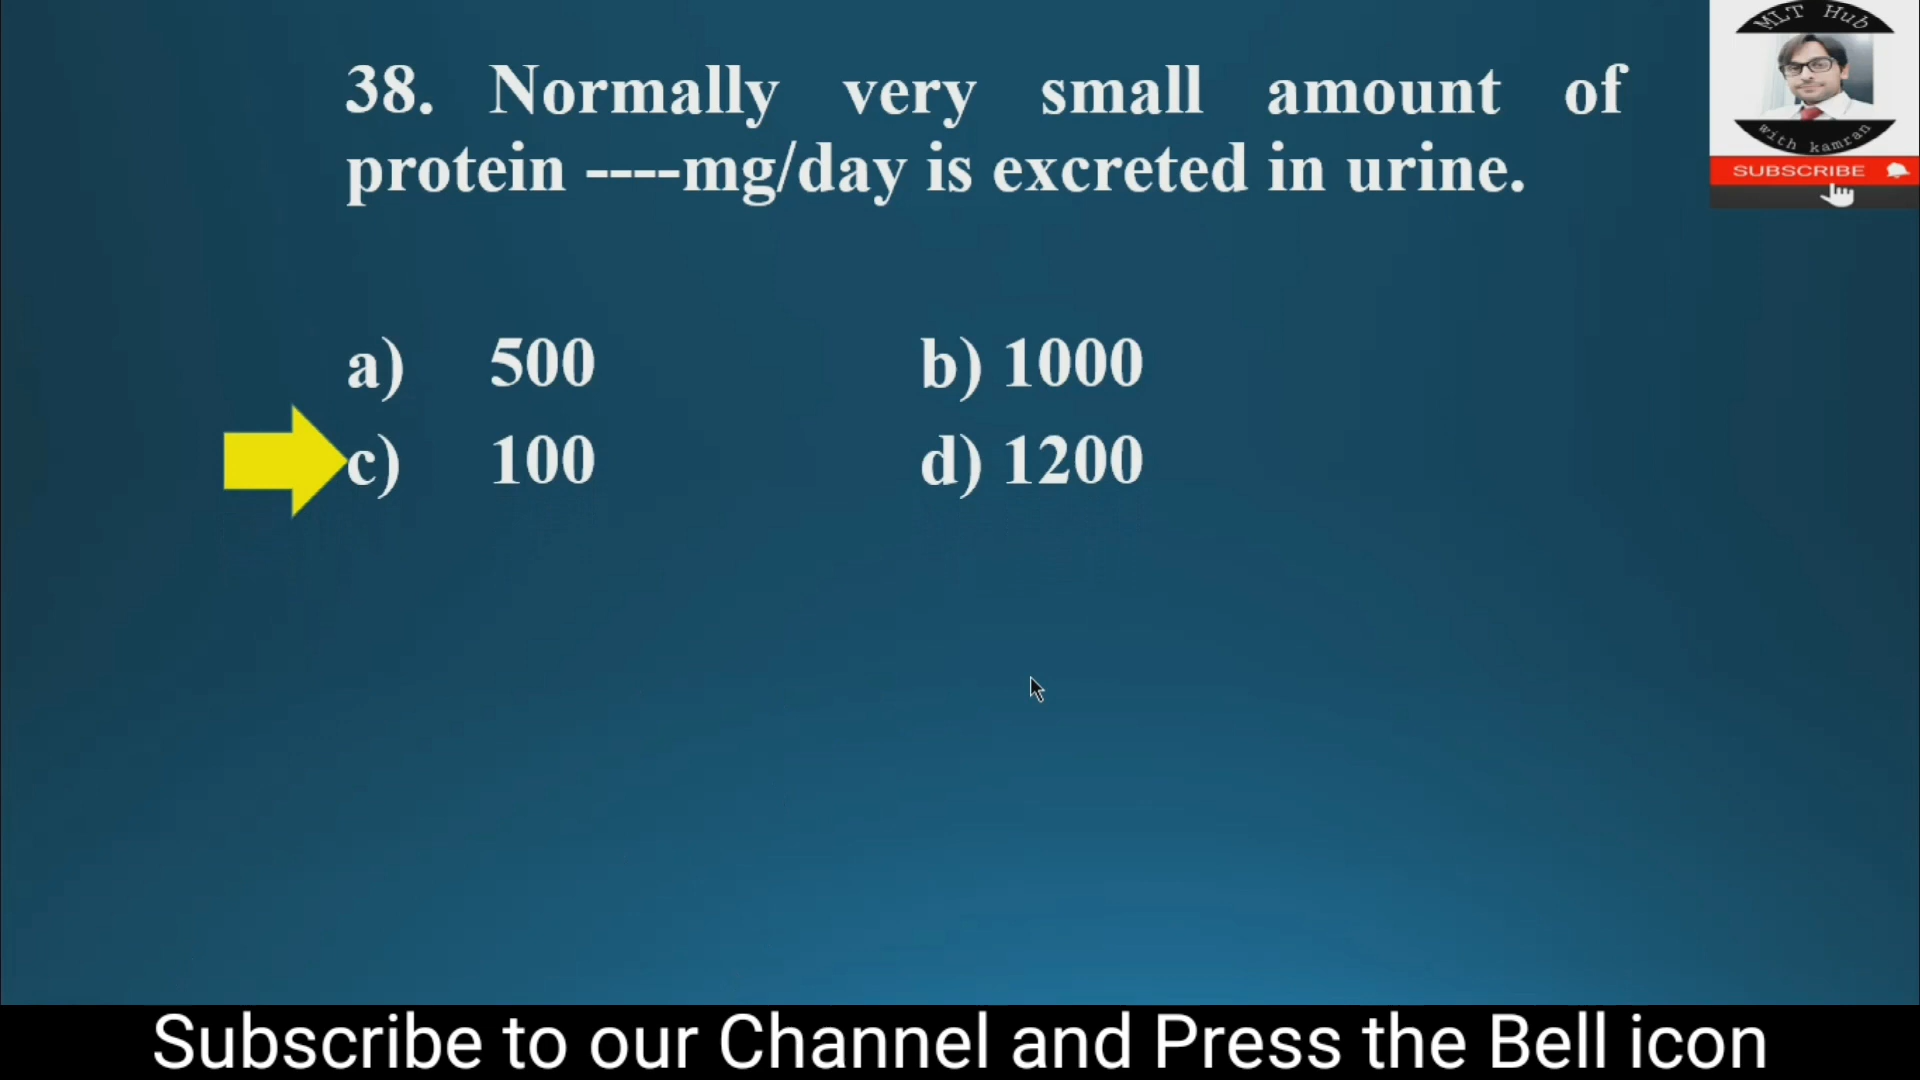 MLT Hub
with kamran
SUBSCRIBE
38. Normally very small amount of
protein ----mg/day is excreted in urine.
a) 500 b) 1000
c) 100 d) 1200
Subscribe to our Channel and Press the Bell icon